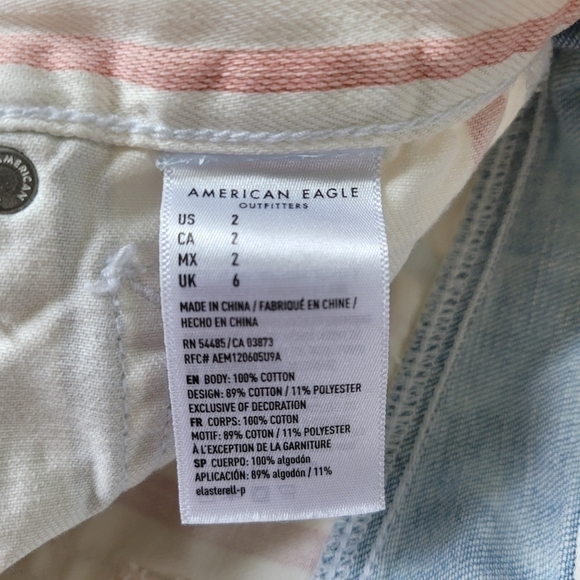 AMERICAN
AMERICAN EAGLE
OUTFITTERS
US 2
CA 2
MX 2
UK 6
MADE IN CHINA / FABRIQUÉ EN CHINE /
HECHO EN CHINA
RN 54485 / CA 03873
RFC# AEM120605U9A
EN BODY: 100% COTTON
DESIGN: 89% COTTON / 11% POLYESTER
EXCLUSIVE OF DECORATION
FR CORPS: 100% COTON
MOTIF: 89% COTON / 11% POLYESTER
À L'EXCEPTION DE LA GARNITURE
SP CUERPO: 100% algodón
APLICACIÓN: 89% algodón / 11%
elasterell-p